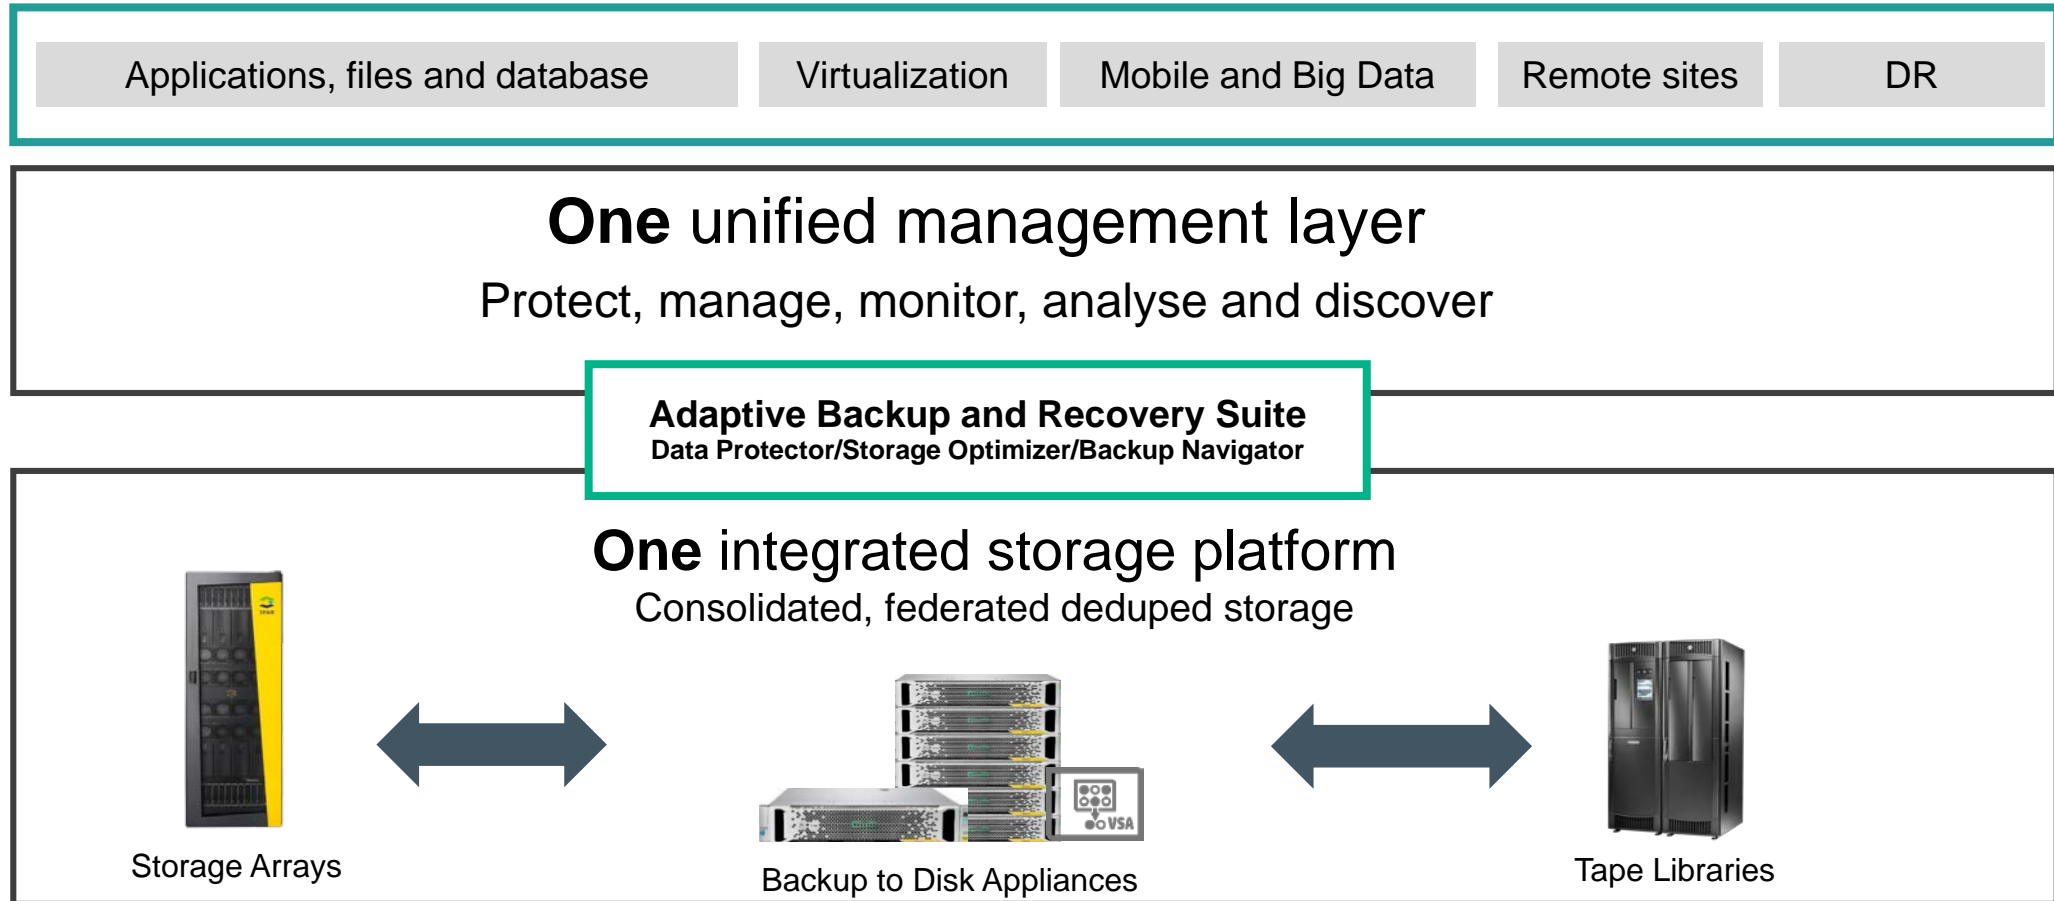 Applications, files and database
Virtualization
Mobile and Big Data
Remote sites
DR
One unified management layer
Protect, manage, monitor, analyse and discover
Adaptive Backup and Recovery Suite
Data Protector/Storage Optimizer/Backup Navigator
One integrated storage platform
Consolidated, federated deduped storage
3PAR
VSA
Storage Arrays
Backup to Disk Appliances
Tape Libraries